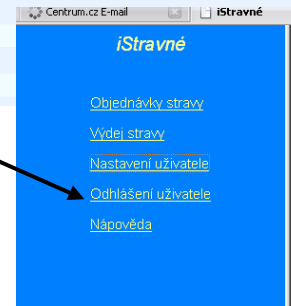 Centrum.cz E-mail
iStravné
iStravné
Objednávky stravy
Výdej stravy
Nastavení uživatele
Odhlášení uživatele
Nápověda